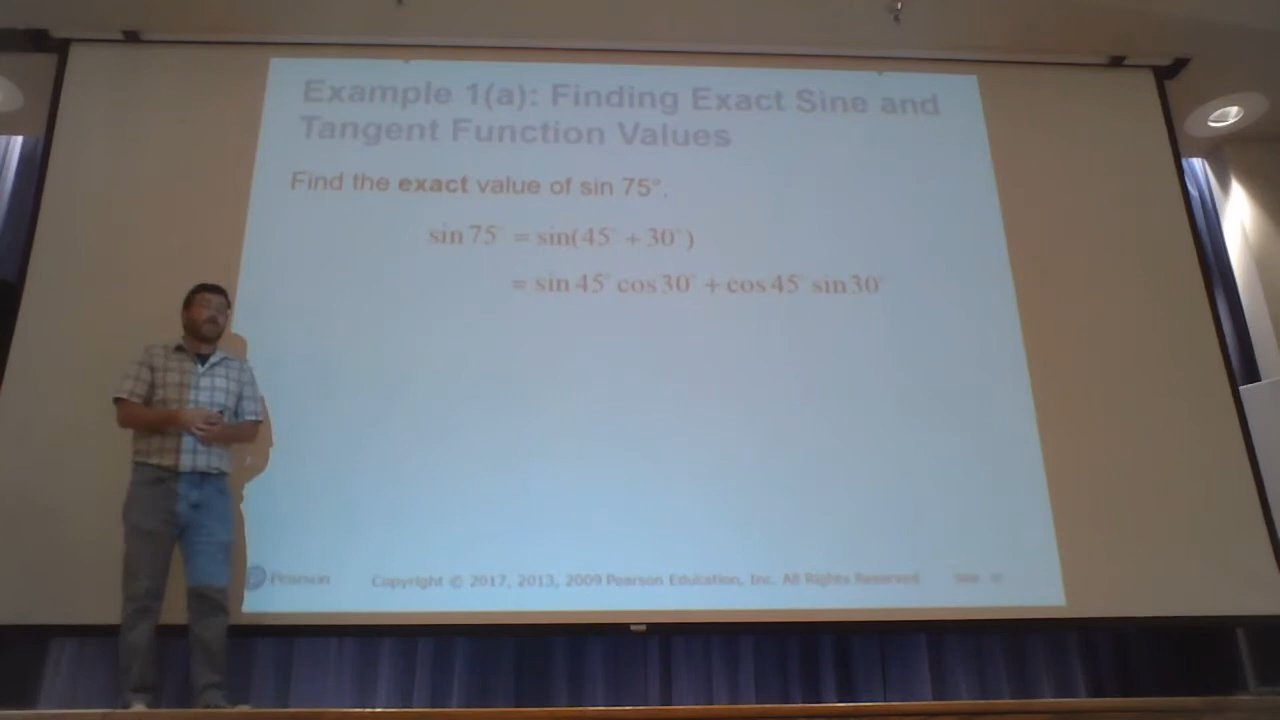 Example 1(a): Finding Exact Sine and
Tangent Function Values
Find the exact value of sin 75°.
sin 75° = sin(45° + 30°)
= sin 45° cos 30° + cos 45° sin 30°
Pearson
Copyright © 2017, 2013, 2009 Pearson Education, Inc. All Rights Reserved